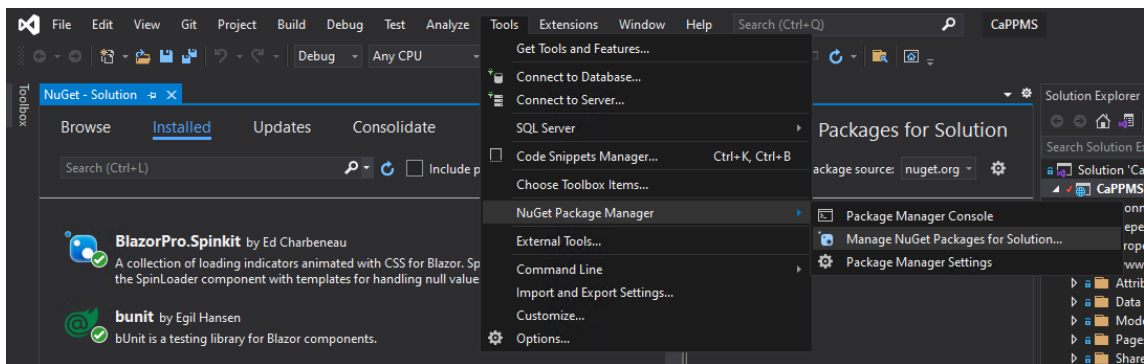 File Edit View Git Project Build Debug Test Analyze Tools Extensions Window Help Search (Ctrl+Q) CaPPMS
Debug Any CPU
Toolbox
NuGet - Solution
Browse Installed Updates Consolidate
Packages for Solution
Search (Ctrl+L) Include p
ackage source: nuget.org
BlazorPro.Spinkit by Ed Charbeneau
A collection of loading indicators animated with CSS for Blazor. Sp
the SpinLoader component with templates for handling null value
bunit by Egil Hansen
bUnit is a testing library for Blazor components.
Get Tools and Features...
Connect to Database...
Connect to Server...
SQL Server
Code Snippets Manager... Ctrl+K, Ctrl+B
Choose Toolbox Items...
NuGet Package Manager
External Tools...
Command Line
Import and Export Settings...
Customize...
Options...
Package Manager Console
Manage NuGet Packages for Solution...
Package Manager Settings
Solution Explorer
Search Solution E
Solution 'Ca
CaPPMS
onn
epe
rope
ww
Attrib
Data
Mode
Page
Share